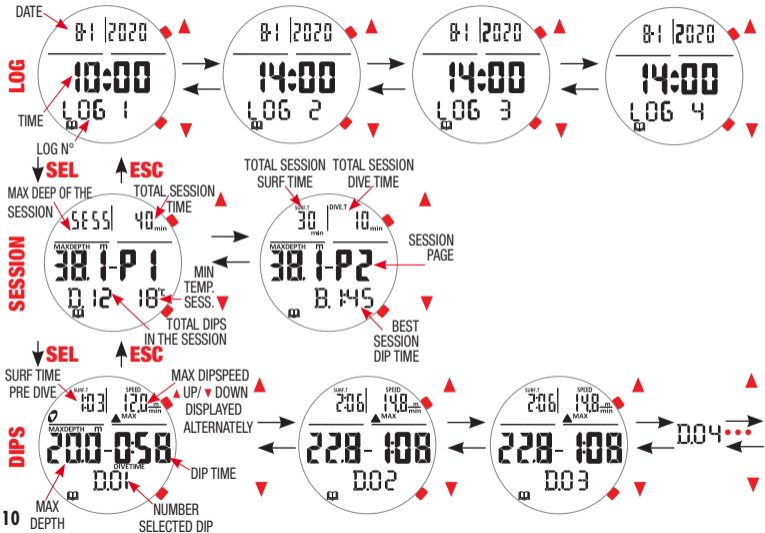 DATE
8-1 2020
8-1 2020
8-1 2020
8-1 2020
LOG
10:00
14:00
14:00
14:00
LOG 1
LOG 2
LOG 3
LOG 4
TIME
LOG N°
SEL
ESC
MAX DEEP OF THE
SESSION
TOTAL SESSION
TIME
TOTAL SESSION
SURF TIME
TOTAL SESSION
DIVE TIME
SESSION
SESS 40 min
MAXDEPTH m
38.1-P1
D.12 18°C
MIN
TEMP.
SESS.
TOTAL DIPS
IN THE SESSION
SURF.T 30 min DIVE.T 10 min
MAXDEPTH m
38.1-P2
B. 1:45
SESSION
PAGE
BEST
SESSION
DIP TIME
SEL
ESC
SURF TIME
PRE DIVE
MAX DIPSPEED
▲ UP/ ▼ DOWN
DISPLAYED
ALTERNATELY
DIPS
SURF.T 1:03 SPEED 12.0 m/min
MAX
MAXDEPTH m
20.0-0:58
DIVETIME
D.01
DIP TIME
MAX
DEPTH
NUMBER
SELECTED DIP
SURF.T 2:06 SPEED 14.8 m/min
MAX
22.8- 1:08
D.02
SURF.T 2:06 SPEED 14.8 m/min
MAX
22.8- 1:08
D.03
D.04•••
10